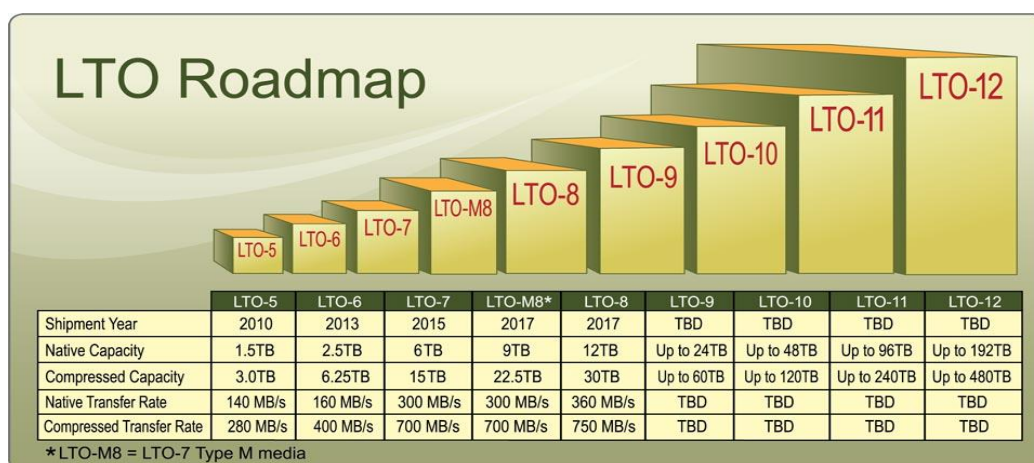 LTO Roadmap
LTO-5
LTO-6
LTO-7
LTO-M8
LTO-8
LTO-9
LTO-10
LTO-11
LTO-12
LTO-5 LTO-6 LTO-7 LTO-M8* LTO-8 LTO-9 LTO-10 LTO-11 LTO-12
Shipment Year 2010 2013 2015 2017 2017 TBD TBD TBD TBD
Native Capacity 1.5TB 2.5TB 6TB 9TB 12TB Up to 24TB Up to 48TB Up to 96TB Up to 192TB
Compressed Capacity 3.0TB 6.25TB 15TB 22.5TB 30TB Up to 60TB Up to 120TB Up to 240TB Up to 480TB
Native Transfer Rate 140 MB/s 160 MB/s 300 MB/s 300 MB/s 360 MB/s TBD TBD TBD TBD
Compressed Transfer Rate 280 MB/s 400 MB/s 700 MB/s 700 MB/s 750 MB/s TBD TBD TBD TBD
*LTO-M8 = LTO-7 Type M media